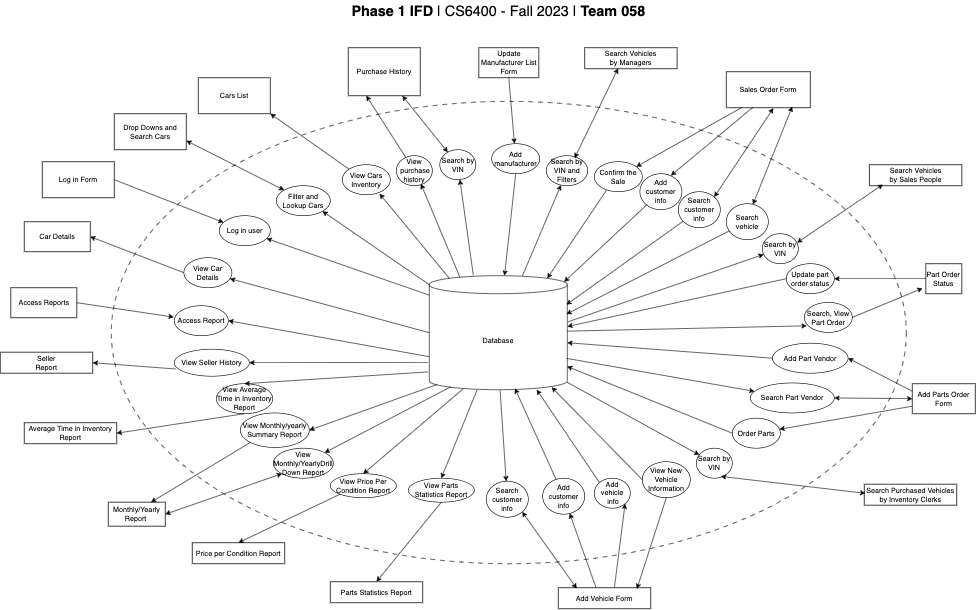 Phase 1 IFD | CS6400 - Fall 2023 | Team 058
Purchase History
Update
Manufacturer List
Form
Search Vehicles
by Managers
Cars List
Sales Order Form
Drop Downs and
Search Cars
Log in Form
Search Vehicles
by Sales People
Car Details
Part Order
Status
Access Reports
Seller
Report
Add Parts Order
Form
Average Time in Inventory
Report
Search Purchased Vehicles
by Inventory Clerks
Monthly/Yearly
Report
Price per Condition Report
Parts Statistics Report
Add Vehicle Form
View Cars
Inventory
View
purchase
history
Search by
VIN
Add
manufacturer
Search by
VIN and
Filters
Confirm the
Sale
Add
customer
info
Search
customer
info
Search
vehicle
Search by
VIN
Filter and
Lookup Cars
Log in user
View Car
Details
Access Report
View Seller History
View Average
Time in Inventory
Report
View Monthly/yearly
Summary Report
View
Monthly/YearlyDrill
Down Report
View Price Per
Condition Report
View Parts
Statistics Report
Search
customer
info
Add
customer
info
Add
vehicle
info
View New
Vehicle
Information
Search by
VIN
Order Parts
Search Part Vendor
Add Part Vendor
Search, View
Part Order
Update part
order status
Database